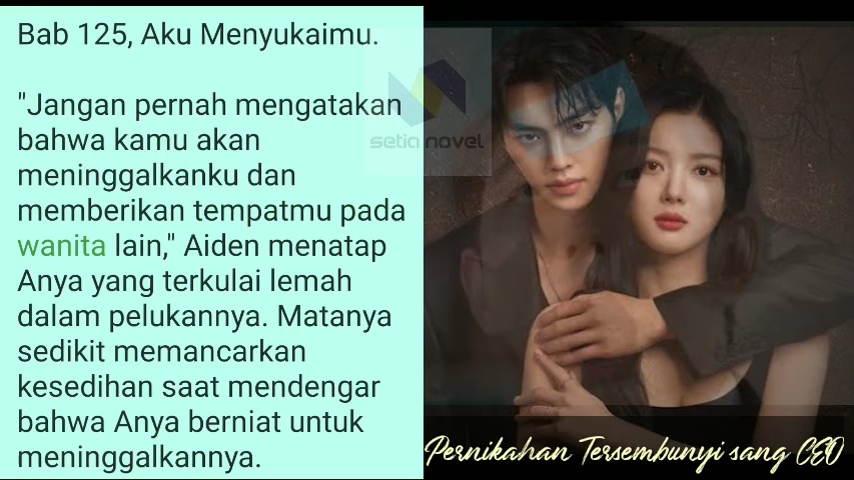 Bab 125, Aku Menyukaimu.
"Jangan pernah mengatakan
bahwa kamu akan
meninggalkanku dan
memberikan tempatmu pada
wanita lain," Aiden menatap
Anya yang terkulai lemah
dalam pelukannya. Matanya
sedikit memancarkan
kesedihan saat mendengar
bahwa Anya berniat untuk
meninggalkannya.
setia novel
Pernikahan Tersembunyi sang CEO